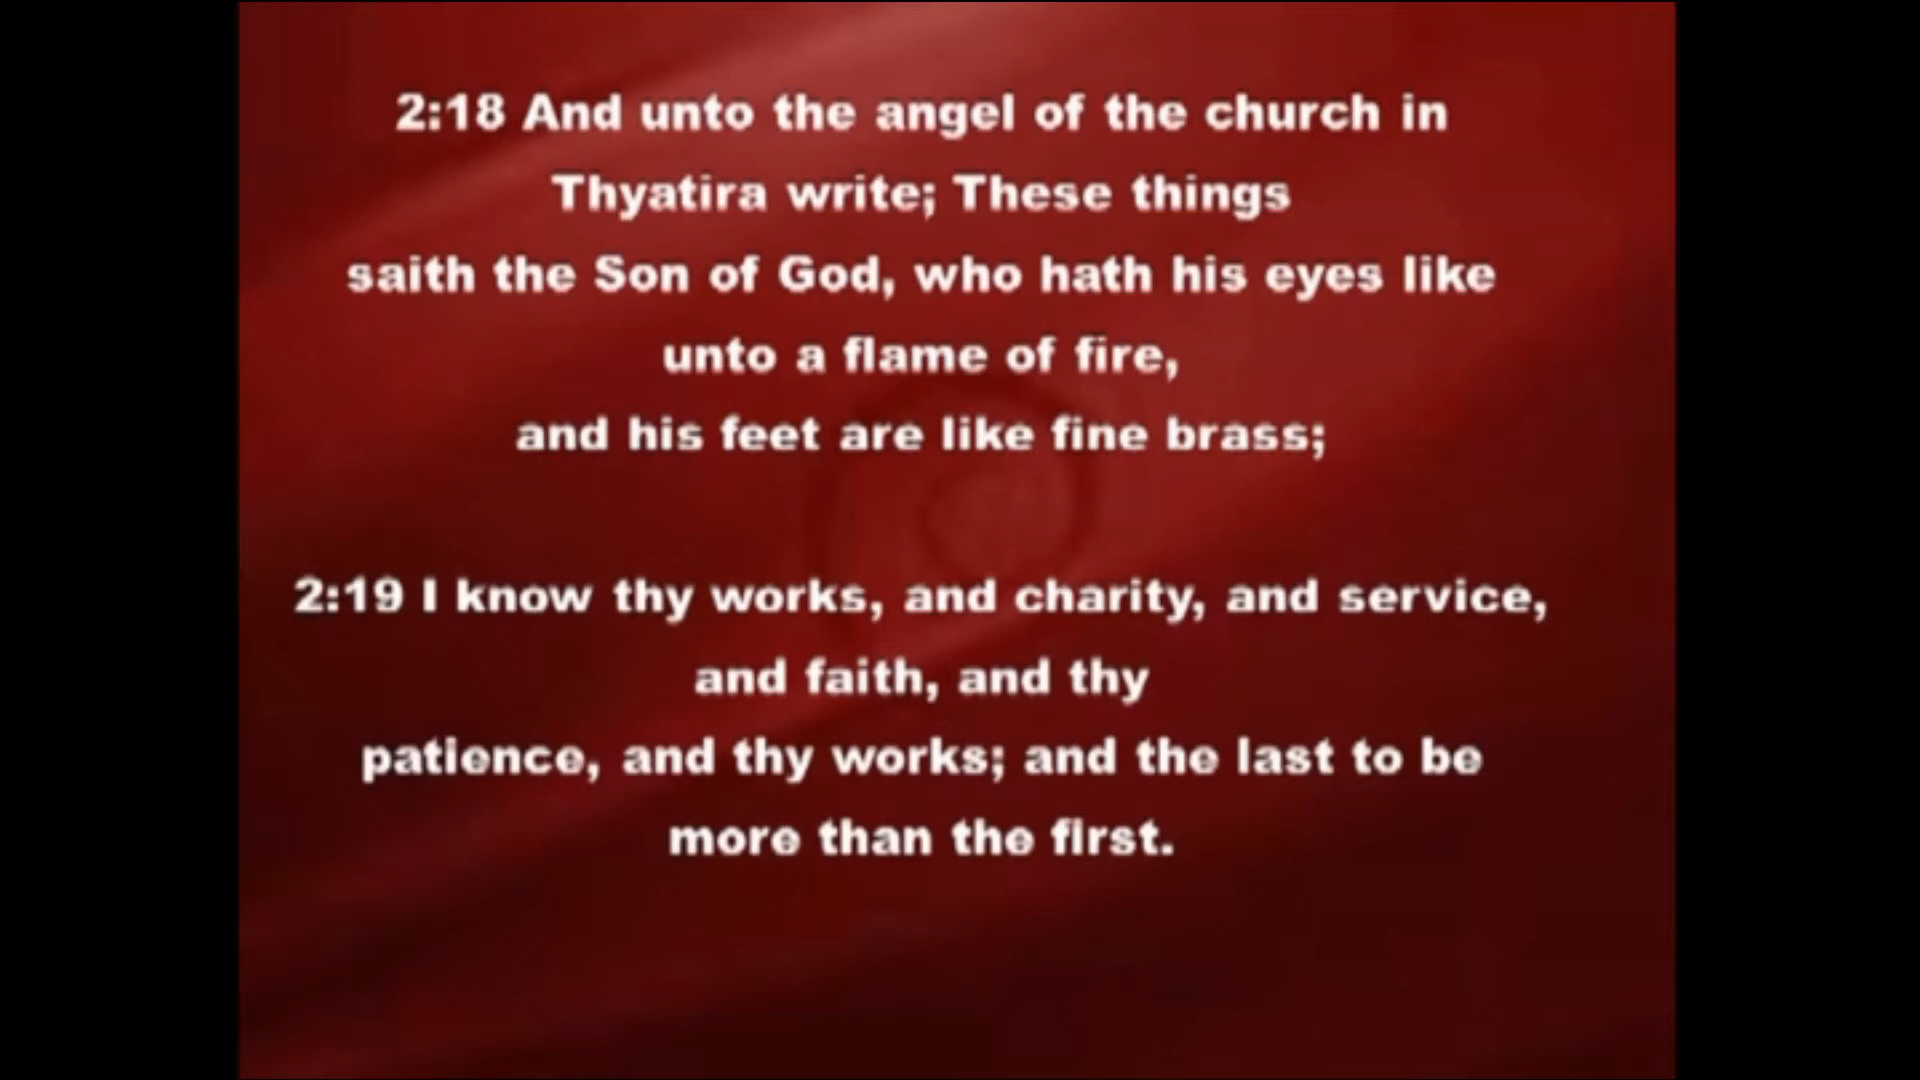 2:18 And unto the angel of the church in
Thyatira write; These things
saith the Son of God, who hath his eyes like
unto a flame of fire,
and his feet are like fine brass;
2:19 I know thy works, and charity, and service,
and faith, and thy
patience, and thy works; and the last to be
more than the first.